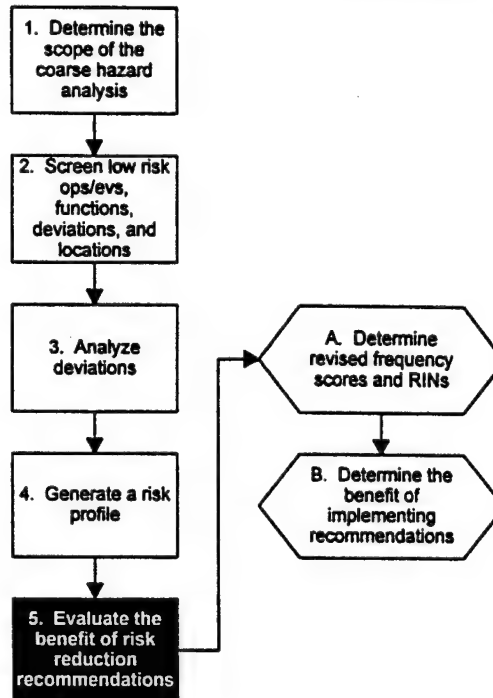 1. Determine the
scope of the
coarse hazard
analysis
2. Screen low risk
ops/evs,
functions,
deviations, and
locations
3. Analyze
deviations
4. Generate a risk
profile
5. Evaluate the
benefit of risk
reduction
recommendations
A. Determine
revised frequency
scores and RINs
B. Determine the
benefit of
implementing
recommendations